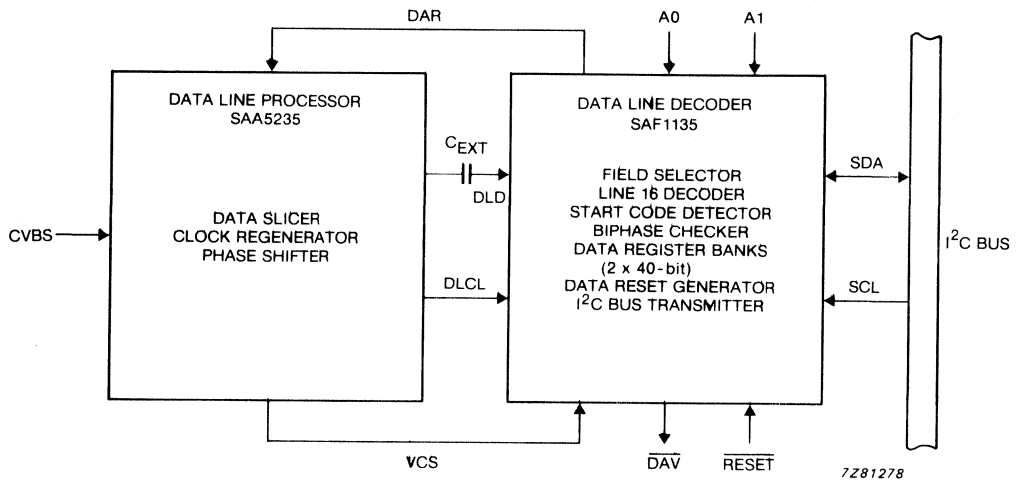 DAR
A0
A1
DATA LINE PROCESSOR
SAA5235
DATA LINE DECODER
SAF1135
C_EXT
DLD
SDA
FIELD SELECTOR
LINE 16 DECODER
START CODE DETECTOR
BIPHASE CHECKER
DATA REGISTER BANKS
(2 x 40-bit)
DATA RESET GENERATOR
I²C BUS TRANSMITTER
DATA SLICER
CLOCK REGENERATOR
PHASE SHIFTER
CVBS
I²C BUS
DLCL
SCL
VCS
DAV
RESET
7Z81278